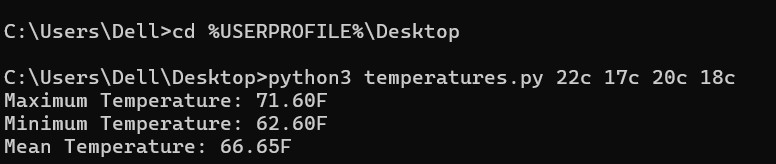 C:\Users\Dell>cd %USERPROFILE%\Desktop
C:\Users\Dell\Desktop>python3 temperatures.py 22c 17c 20c 18c
Maximum Temperature: 71.60F
Minimum Temperature: 62.60F
Mean Temperature: 66.65F